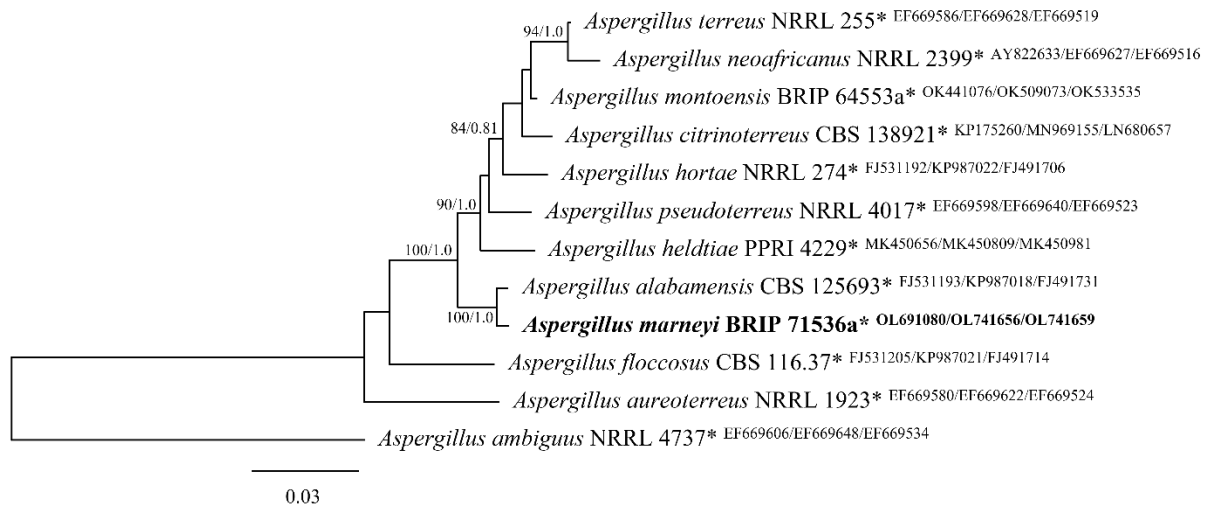 94/1.0 Aspergillus terreus NRRL 255* EF669586/EF669628/EF669519
Aspergillus neoafricanus NRRL 2399* AY822633/EF669627/EF669516
Aspergillus montoensis BRIP 64553a* OK441076/OK509073/OK533535
84/0.81 Aspergillus citrinoterreus CBS 138921* KP175260/MN969155/LN680657
Aspergillus hortae NRRL 274* FJ531192/KP987022/FJ491706
90/1.0 Aspergillus pseudoterreus NRRL 4017* EF669598/EF669640/EF669523
100/1.0 Aspergillus heldtiae PPRI 4229* MK450656/MK450809/MK450981
Aspergillus alabamensis CBS 125693* FJ531193/KP987018/FJ491731
100/1.0 Aspergillus marneyi BRIP 71536a* OL691080/OL741656/OL741659
Aspergillus floccosus CBS 116.37* FJ531205/KP987021/FJ491714
Aspergillus aureoterreus NRRL 1923* EF669580/EF669622/EF669524
Aspergillus ambiguus NRRL 4737* EF669606/EF669648/EF669534
0.03